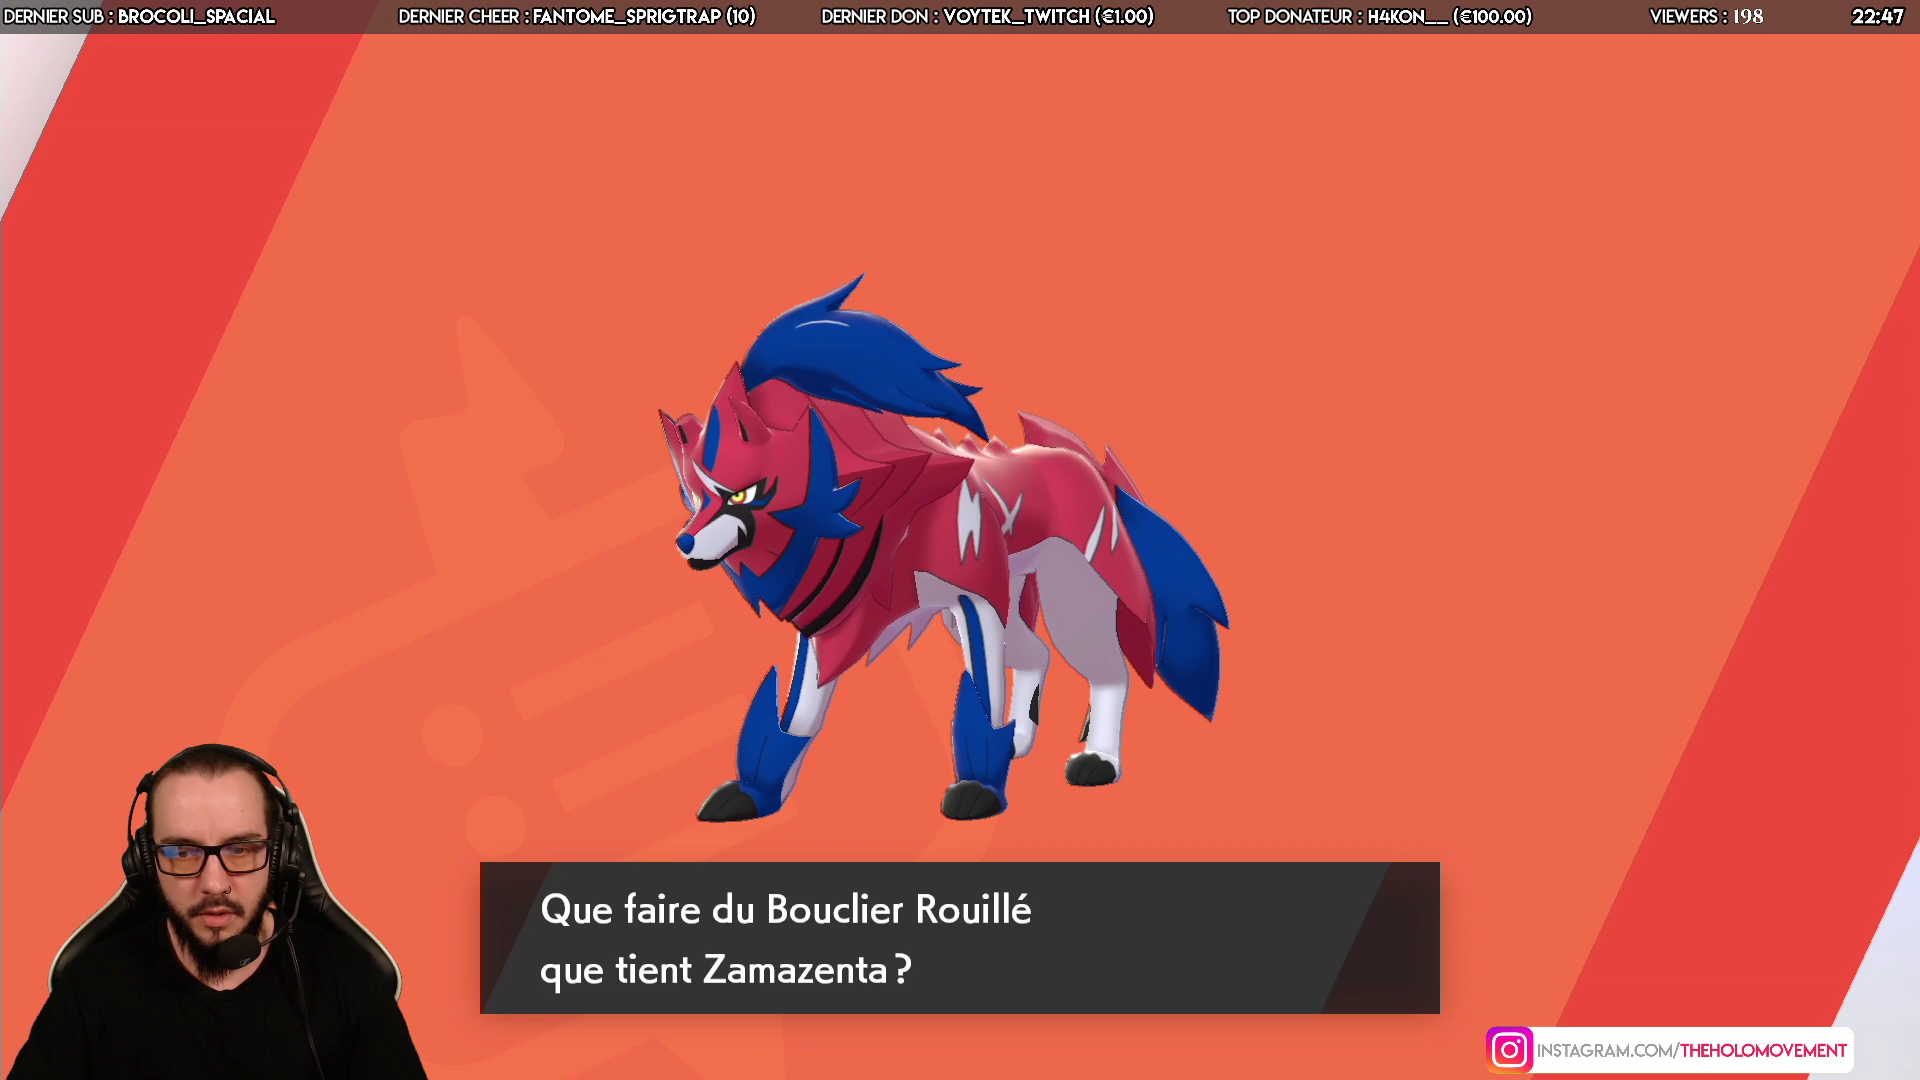 DERNIER SUB : BROCOLI_SPACIAL DERNIER CHEER : FANTOME_SPRIGTRAP (10) DERNIER DON : VOYTEK_TWITCH (€1.00) TOP DONATEUR : H4KON__ (€100.00) VIEWERS : 198 22:47
Que faire du Bouclier Rouillé
que tient Zamazenta ?
INSTAGRAM.COM/THEHOLOMOVEMENT